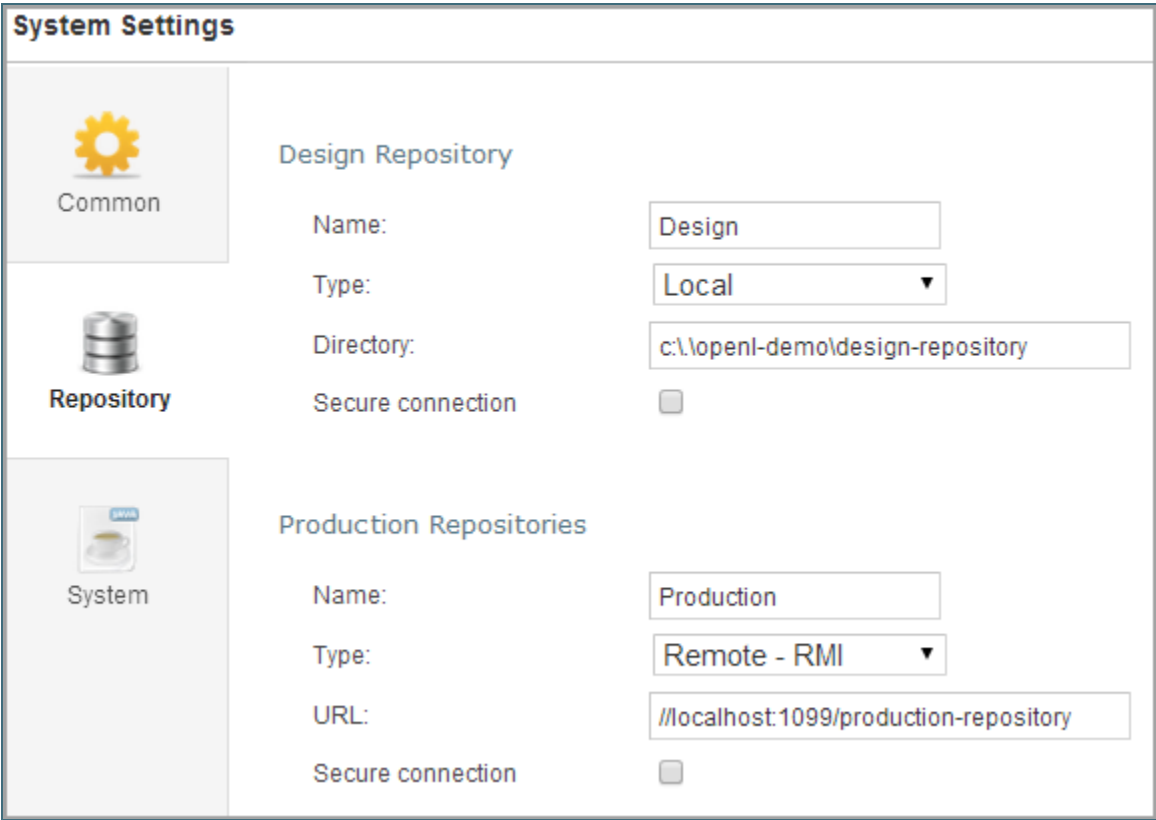 System Settings
Common
Repository
JAVA
System
Design Repository
Name: Design
Type: Local
Directory: c:\.\openl-demo\design-repository
Secure connection
Production Repositories
Name: Production
Type: Remote - RMI
URL: //localhost:1099/production-repository
Secure connection